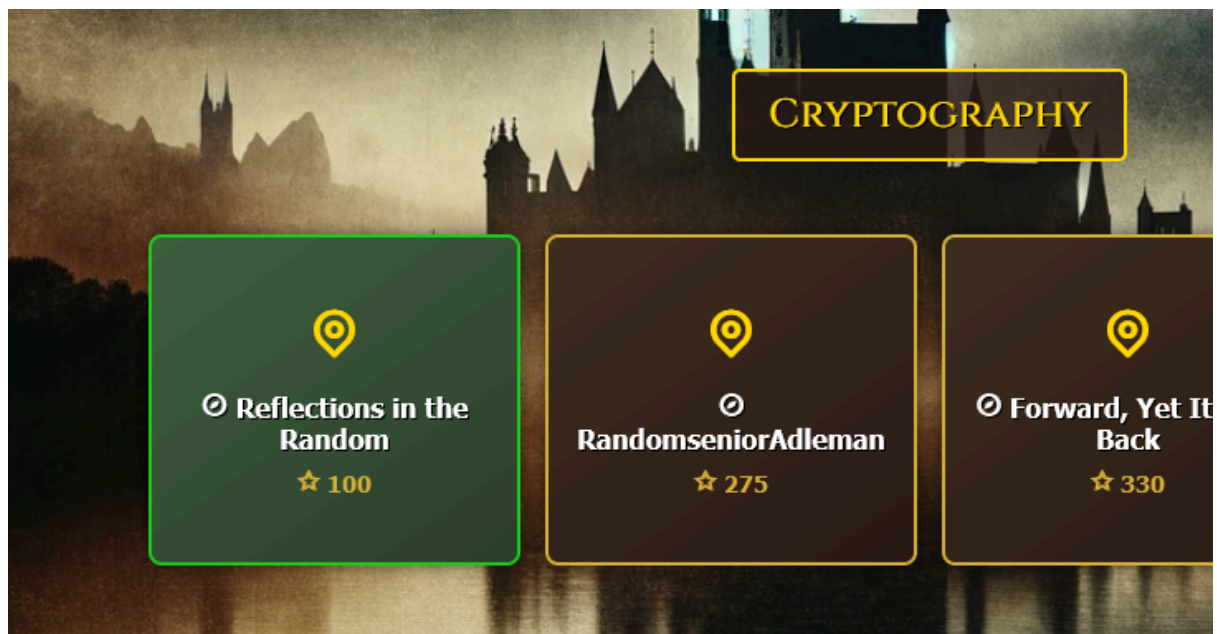 Cryptography
Reflections in the
Random
100
RandomseniorAdleman
275
Forward, Yet It
Back
330